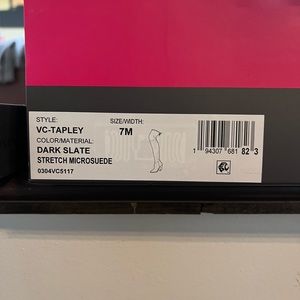 STYLE: SIZE/WIDTH:
VC-TAPLEY 7M
COLOR/MATERIAL:
DARK SLATE
STRETCH MICROSUEDE
0304VC5117
1 94307 681 82 3